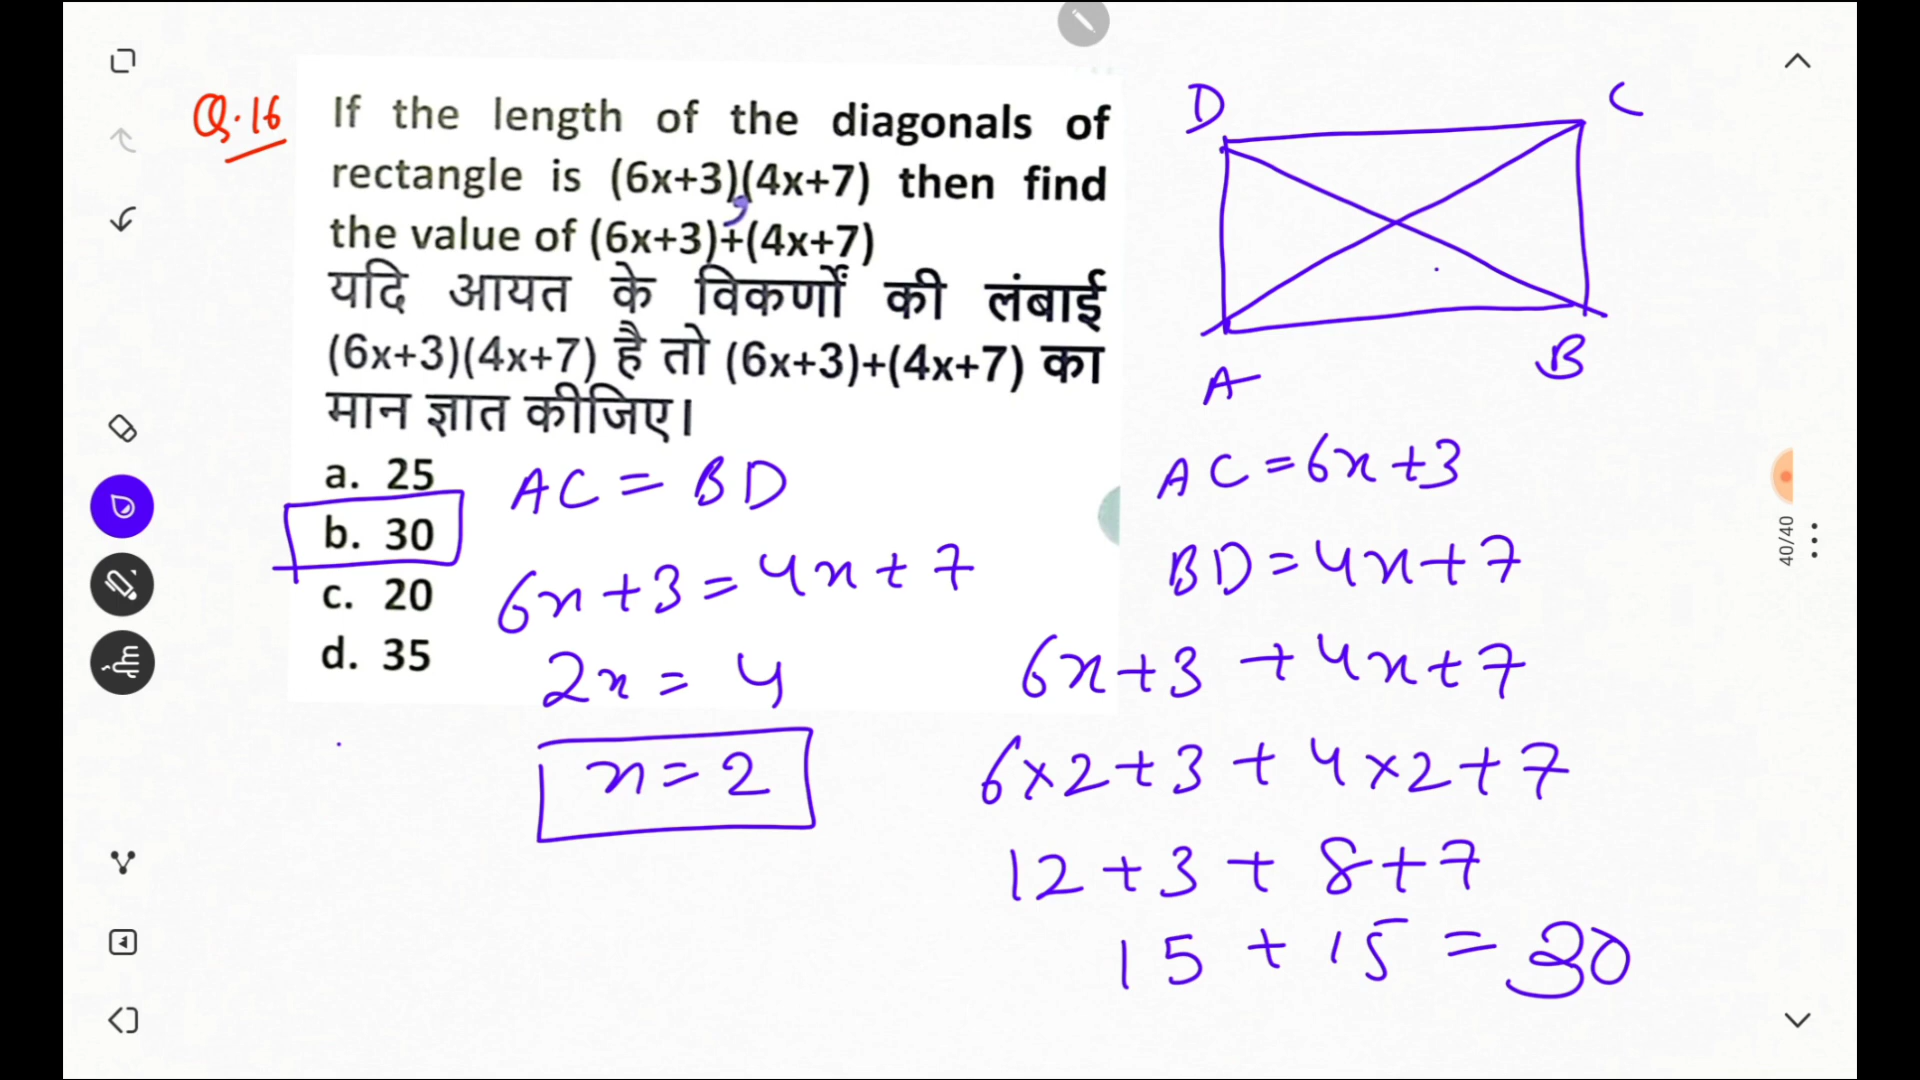 Q.16
If the length of the diagonals of
rectangle is (6x+3),(4x+7) then find
the value of (6x+3)+(4x+7)
यदि आयत के विकर्णों की लंबाई
(6x+3)(4x+7) है तो (6x+3)+(4x+7) का
मान ज्ञात कीजिए।
a. 25
b. 30
c. 20
d. 35
AC = BD
6x+3 = 4x+7
2x = 4
x = 2
D
C
A
B
AC = 6x+3
BD = 4x+7
6x+3 + 4x+7
6×2+3 + 4×2+7
12+3 + 8+7
15 + 15 = 30
40/40